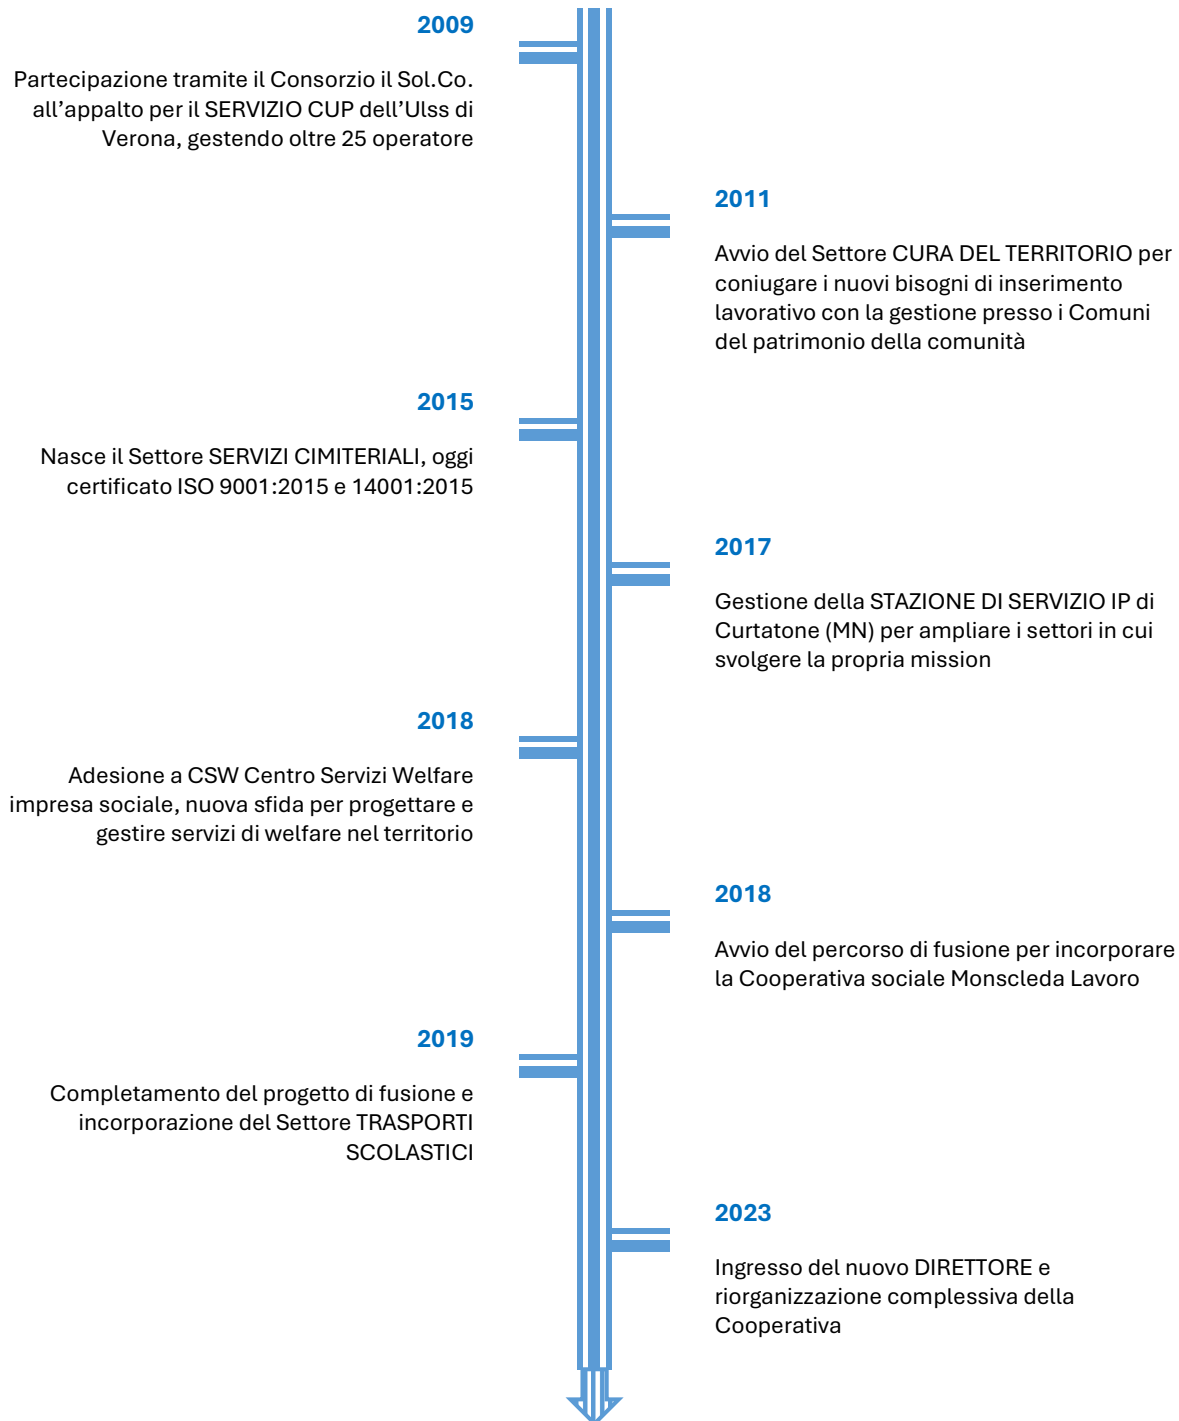 2009
Partecipazione tramite il Consorzio il Sol.Co.
all’appalto per il SERVIZIO CUP dell’Ulss di
Verona, gestendo oltre 25 operatore
2011
Avvio del Settore CURA DEL TERRITORIO per
coniugare i nuovi bisogni di inserimento
lavorativo con la gestione presso i Comuni
del patrimonio della comunità
2015
Nasce il Settore SERVIZI CIMITERIALI, oggi
certificato ISO 9001:2015 e 14001:2015
2017
Gestione della STAZIONE DI SERVIZIO IP di
Curtatone (MN) per ampliare i settori in cui
svolgere la propria mission
2018
Adesione a CSW Centro Servizi Welfare
impresa sociale, nuova sfida per progettare e
gestire servizi di welfare nel territorio
2018
Avvio del percorso di fusione per incorporare
la Cooperativa sociale Monscleda Lavoro
2019
Completamento del progetto di fusione e
incorporazione del Settore TRASPORTI
SCOLASTICI
2023
Ingresso del nuovo DIRETTORE e
riorganizzazione complessiva della
Cooperativa